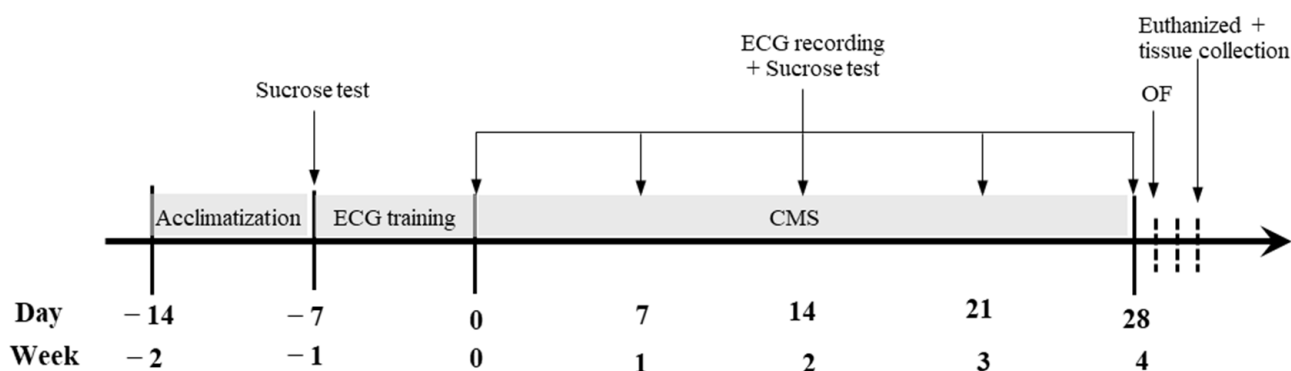 Euthanized +
tissue collection
ECG recording
+ Sucrose test
Sucrose test
OF
Acclimatization
ECG training
CMS
Day −14 −7 0 7 14 21 28
Week −2 −1 0 1 2 3 4